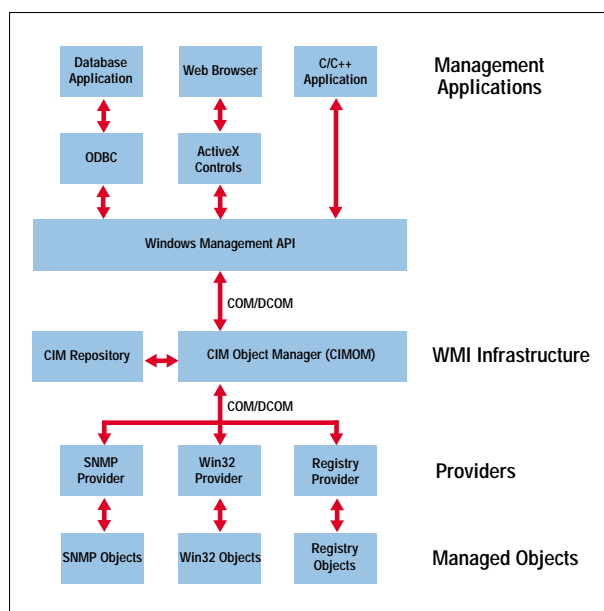 Database
Application
Web Browser
C/C++
Application
Management
Applications
ODBC
ActiveX
Controls
Windows Management API
COM/DCOM
CIM Repository
CIM Object Manager (CIMOM)
WMI Infrastructure
COM/DCOM
SNMP
Provider
Win32
Provider
Registry
Provider
Providers
SNMP Objects
Win32 Objects
Registry
Objects
Managed Objects